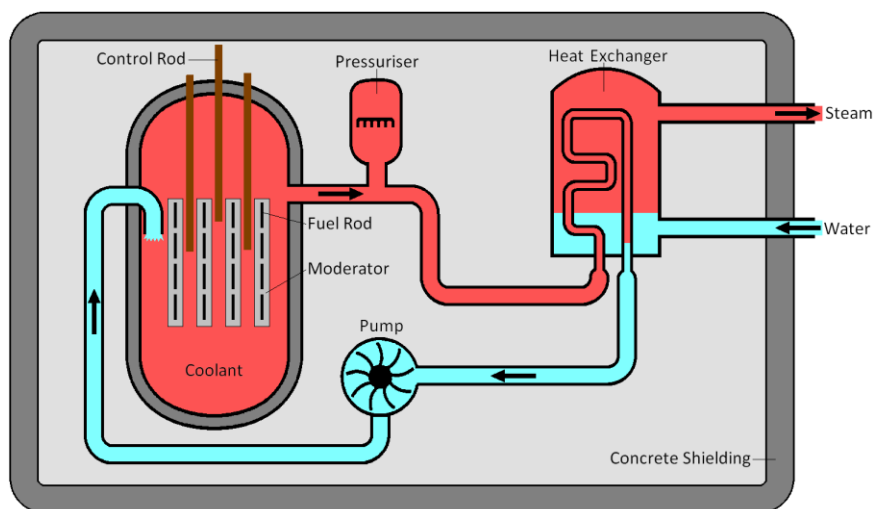 Control Rod
Pressuriser
Heat Exchanger
Steam
Fuel Rod
Water
Moderator
Pump
Coolant
Concrete Shielding